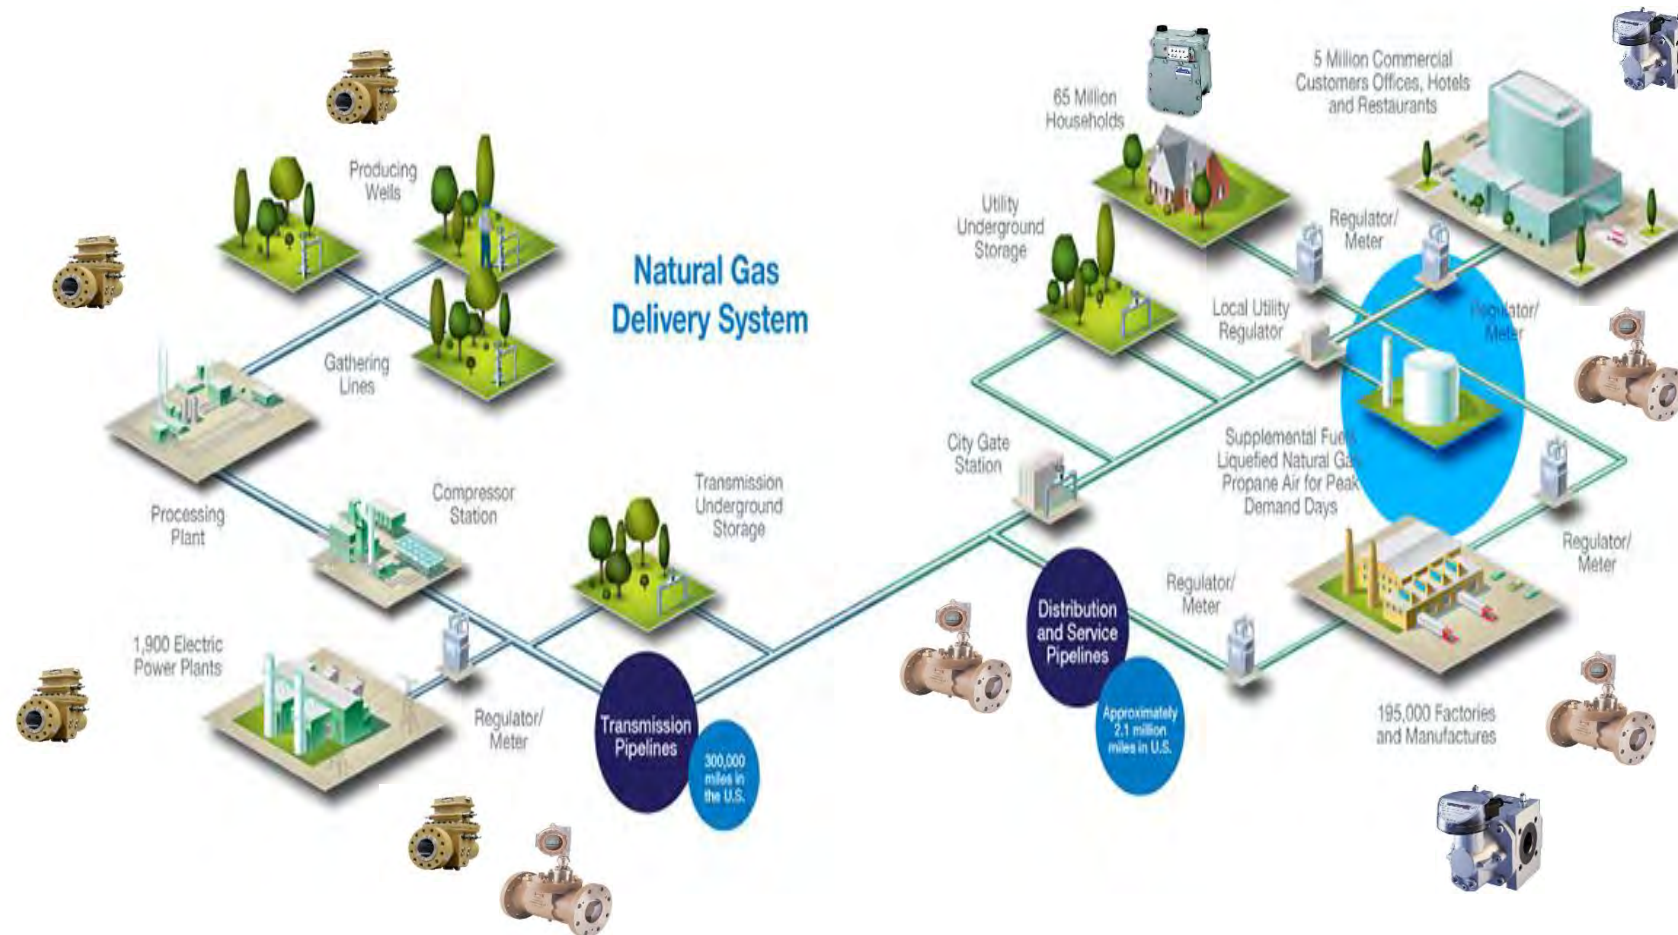 Natural Gas
Delivery System
Producing
Wells
Gathering
Lines
Processing
Plant
Compressor
Station
Transmission
Underground
Storage
1,900 Electric
Power Plants
Regulator/
Meter
Transmission
Pipelines
300,000
miles in
the U.S.
65 Million
Households
5 Million Commercial
Customers Offices, Hotels
and Restaurants
Utility
Underground
Storage
Regulator/
Meter
Local Utility
Regulator
Regulator/
Meter
City Gate
Station
Supplemental Fuels
Liquefied Natural Gas
Propane Air for Peak
Demand Days
Regulator/
Meter
Regulator/
Meter
Distribution
and Service
Pipelines
Approximately
2.1 million
miles in U.S.
195,000 Factories
and Manufactures